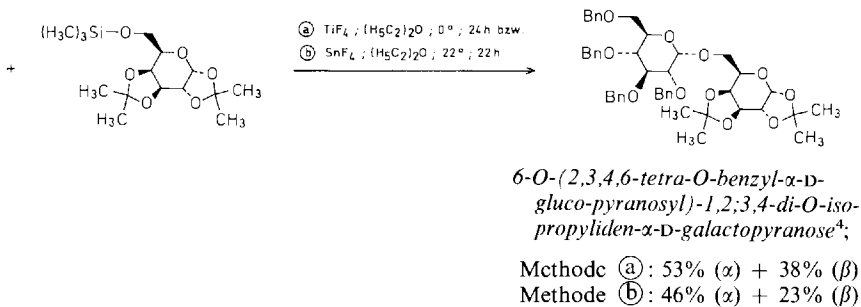 +
(H₃C)₃Si–O
O
O
O
O
O
H₃C CH₃
H₃C CH₃
ⓐ TiF₄ ; (H₅C₂)₂O ; 0° ; 24h bzw.
ⓑ SnF₄ ; (H₅C₂)₂O ; 22° ; 22h
BnO
O
BnO
O
BnO OBn
O
O
O
O
O
H₃C CH₃
H₃C CH₃
6-O-(2,3,4,6-tetra-O-benzyl-α-D-
gluco-pyranosyl)-1,2;3,4-di-O-iso-
propyliden-α-D-galactopyranose⁴;
Methode ⓐ: 53% (α) + 38% (β)
Methode ⓑ: 46% (α) + 23% (β)